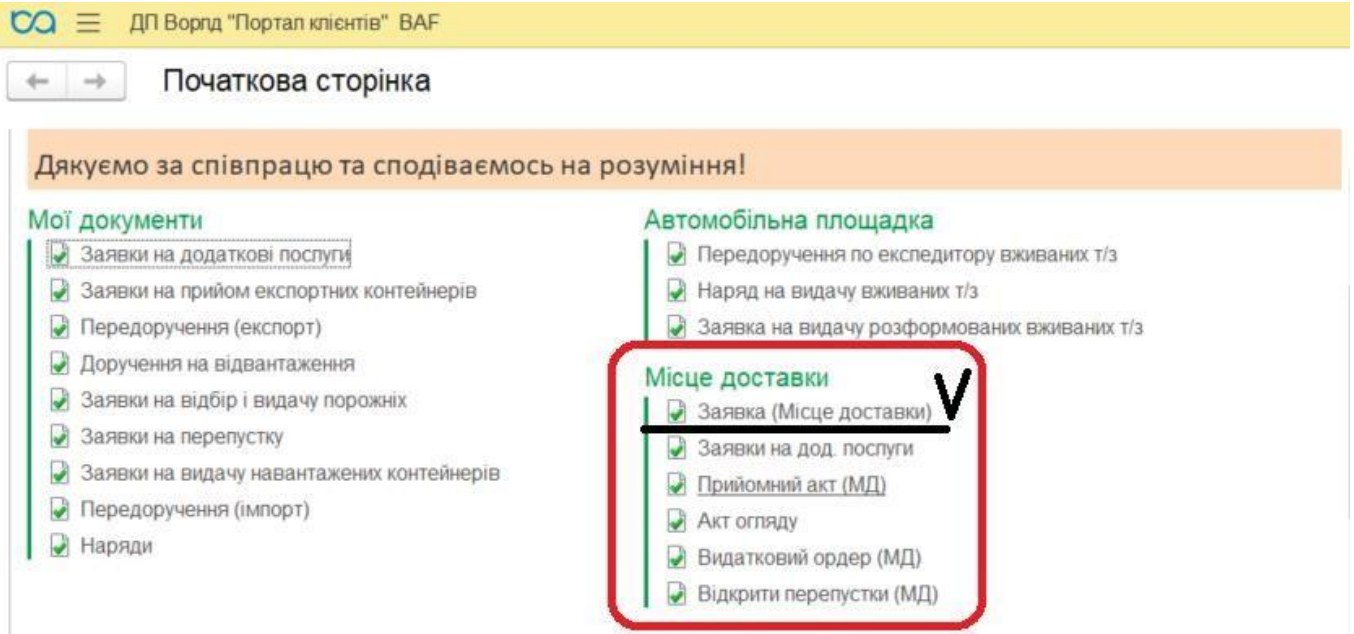 ДП Ворлд "Портал клієнтів" BAF
Початкова сторінка
Дякуємо за співпрацю та сподіваємось на розуміння!
Мої документи
Заявки на додаткові послуги
Заявки на прийом експортних контейнерів
Передоручення (експорт)
Доручення на відвантаження
Заявки на відбір і видачу порожніх
Заявки на перепустку
Заявки на видачу навантажених контейнерів
Передоручення (імпорт)
Наряди
Автомобільна площадка
Передоручення по експедитору вживаних т/з
Наряд на видачу вживаних т/з
Заявка на видачу розформованих вживаних т/з
Місце доставки
Заявка (Місце доставки) V
Заявки на дод. послуги
Прийомний акт (МД)
Акт огляду
Видатковий ордер (МД)
Відкрити перепустки (МД)